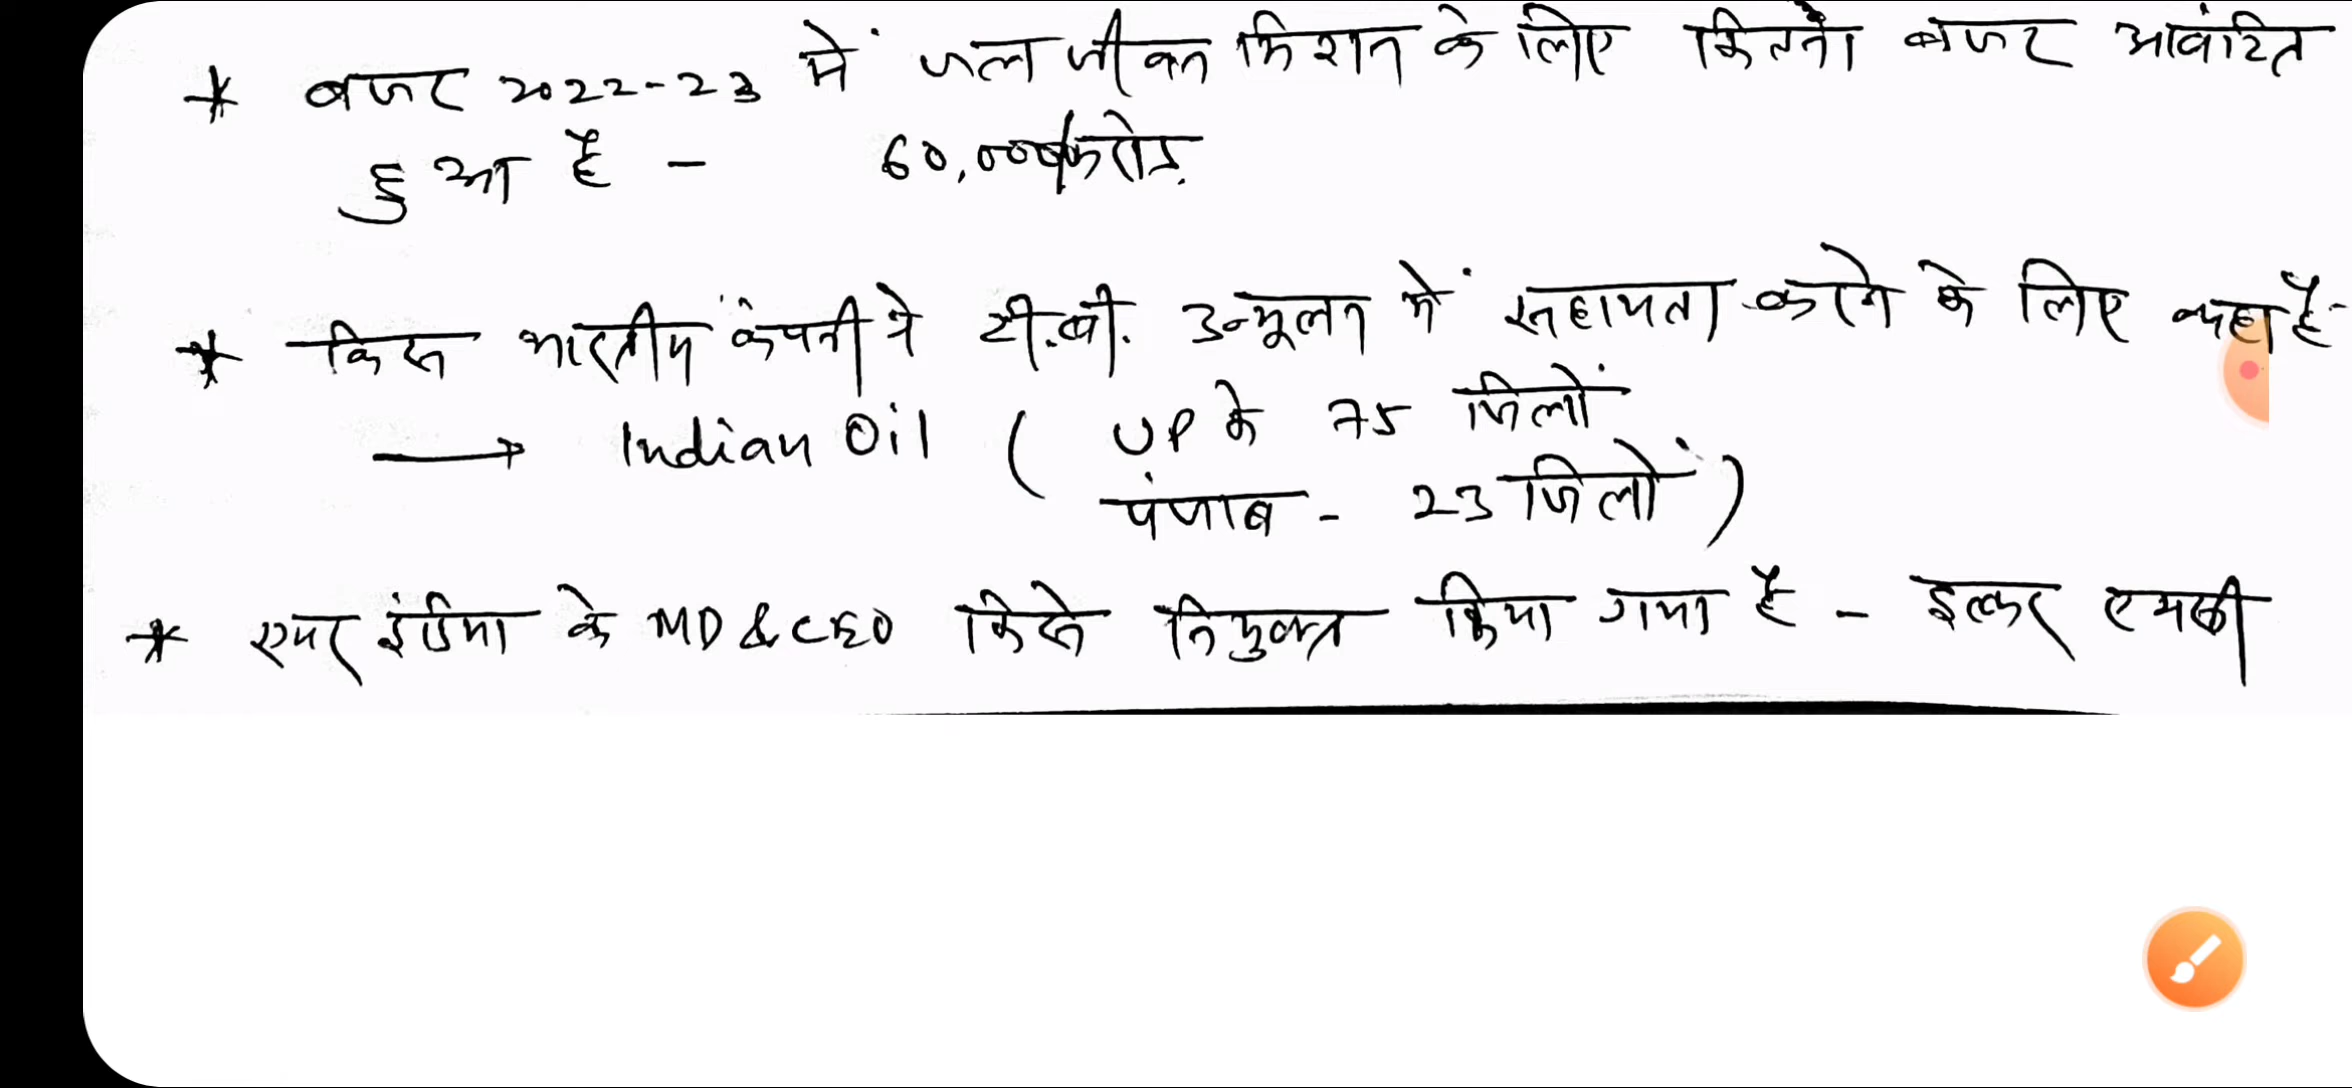 * बजट 2022-23 में जल जीवन मिशन के लिए कितना बजट आवंटित
हुआ है - 60,000 करोड़
* किस भारतीय कंपनी ने टी.बी. उन्मूलन में सहायता करने के लिए कहा है-
→ Indian Oil ( UP के 75 जिलों
पंजाब - 23 जिलों )
* एयर इंडिया के MD & CEO किसे नियुक्त किया गया है - इल्कर एयसी